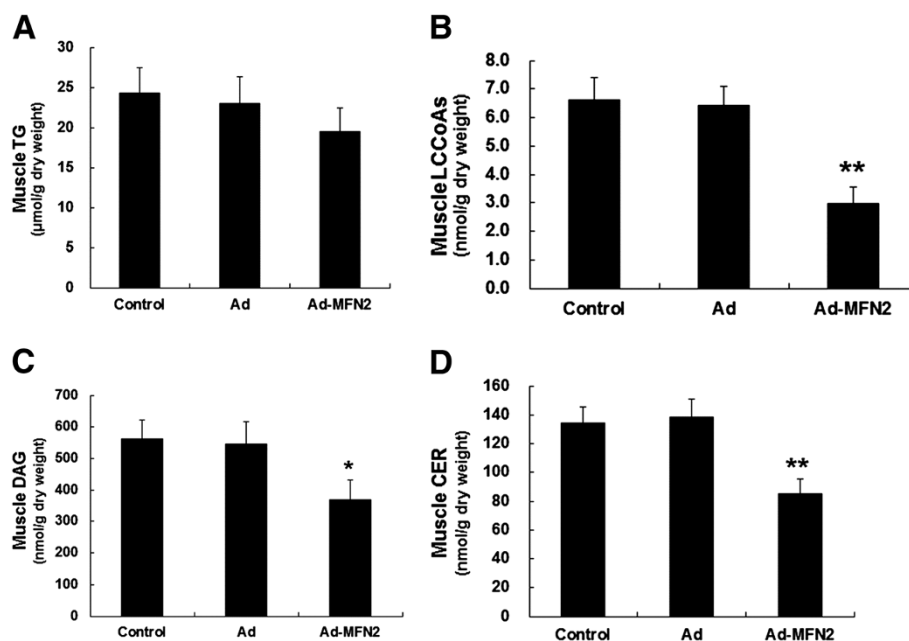 A
Muscle TG
(µmol/g dry weight)
30
25
20
15
10
5
0
Control Ad Ad-MFN2
B
Muscle LCCoAs
(nmol/g dry weight)
8.0
7.0
6.0
5.0
4.0
3.0
2.0
1.0
0.0
**
Control Ad Ad-MFN2
C
Muscle DAG
(nmol/g dry weight)
700
600
500
400
300
200
100
0
*
Control Ad Ad-MFN2
D
Muscle CER
(nmol/g dry weight)
160
140
120
100
80
60
40
20
0
**
Control Ad Ad-MFN2